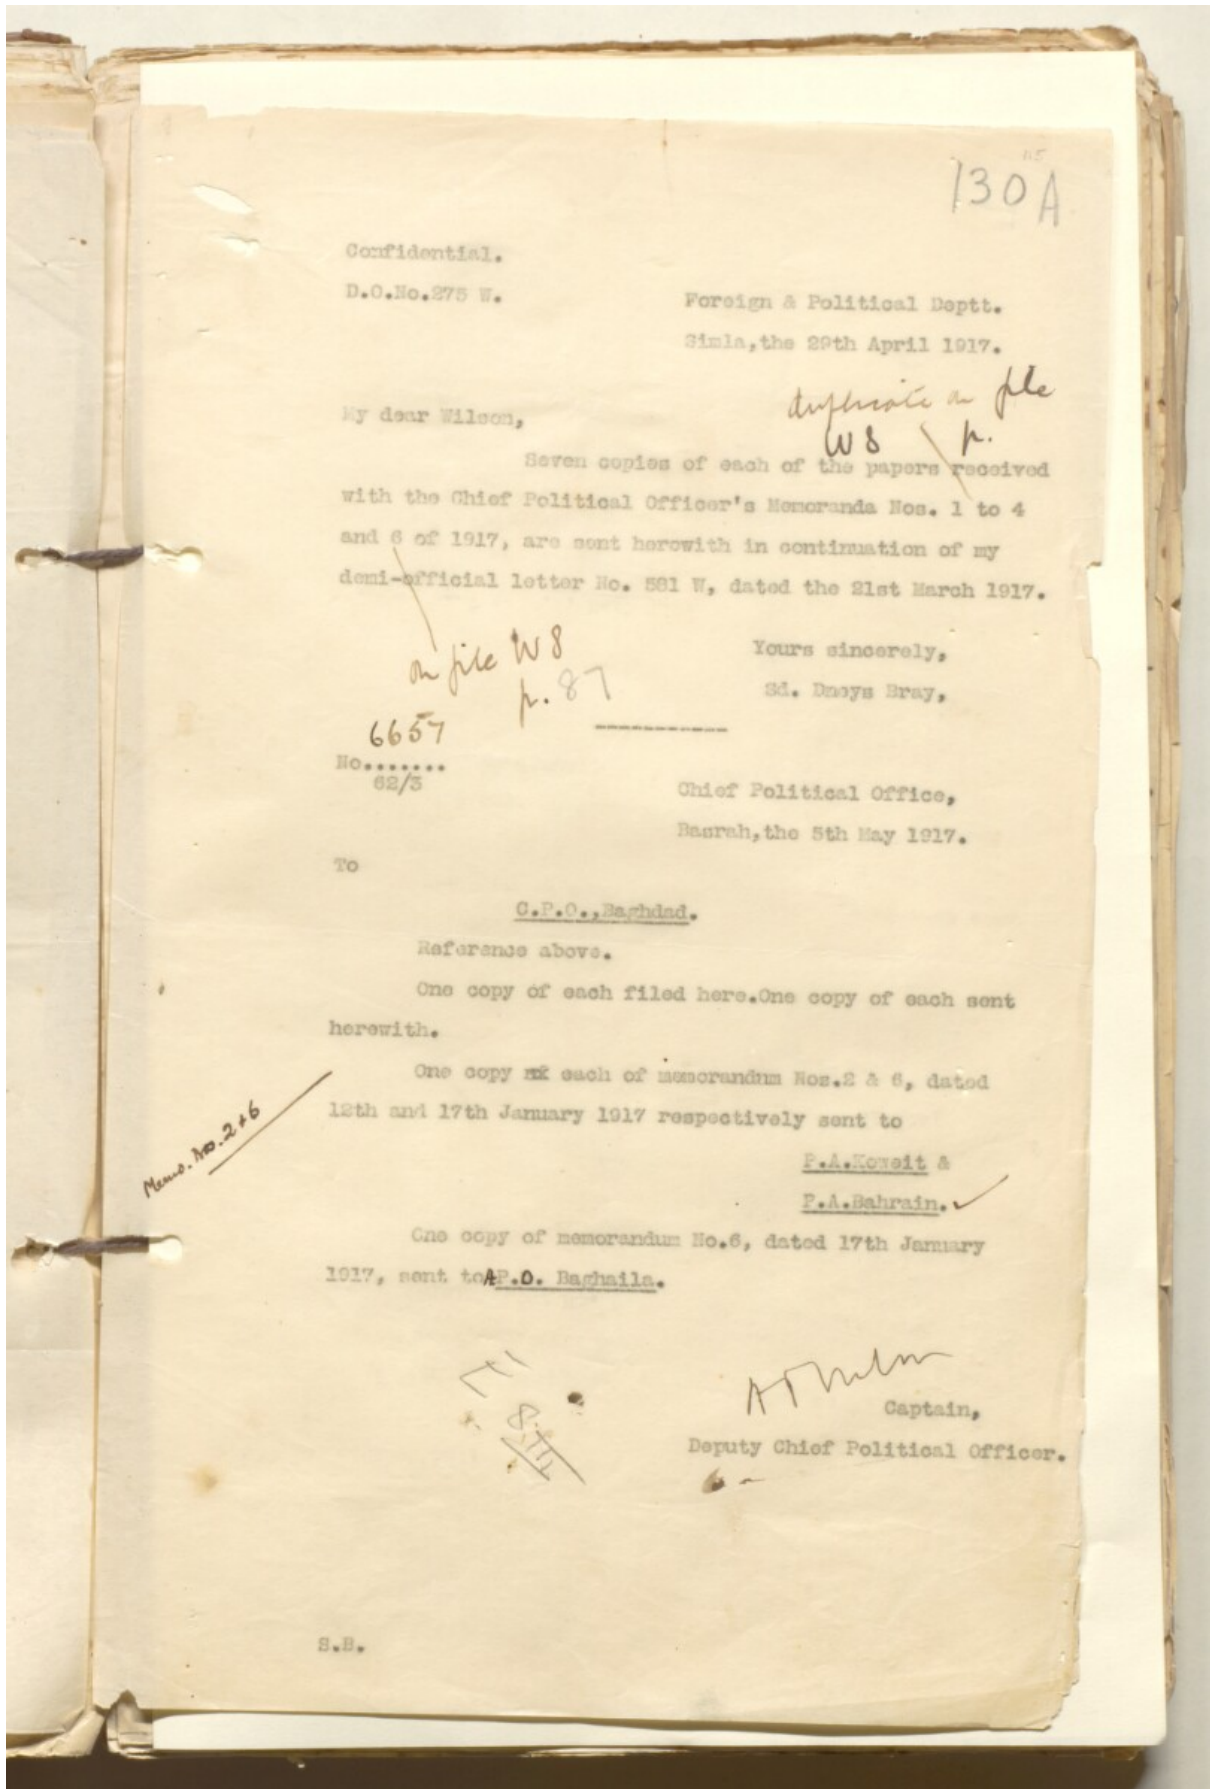 115
130A
Confidential.
D.O.No.275 W.
Foreign & Political Deptt.
Simla,the 29th April 1917.
duplicate on file
W8 p.
My dear Wilson,
Seven copies of each of the papers received
with the Chief Political Officer's Memoranda Nos. 1 to 4
and 6 of 1917, are sent herewith in continuation of my
demi-official letter No. 581 W, dated the 21st March 1917.
on file W8
p. 87
Yours sincerely,
Sd. Dneys Bray,
6657
No.......
62/3
Chief Political Office,
Basrah,the 5th May 1917.
To
C.P.O.,Baghdad.
Reference above.
One copy of each filed here.One copy of each sent
herewith.
One copy of each of memorandum Nos.2 & 6, dated
12th and 17th January 1917 respectively sent to
Memo. Nos. 2+6
P.A.Koweit &
P.A.Bahrain.
One copy of memorandum No.6, dated 17th January
1917, sent to A.P.O. Baghaila.
Captain,
Deputy Chief Political Officer.
S.B.